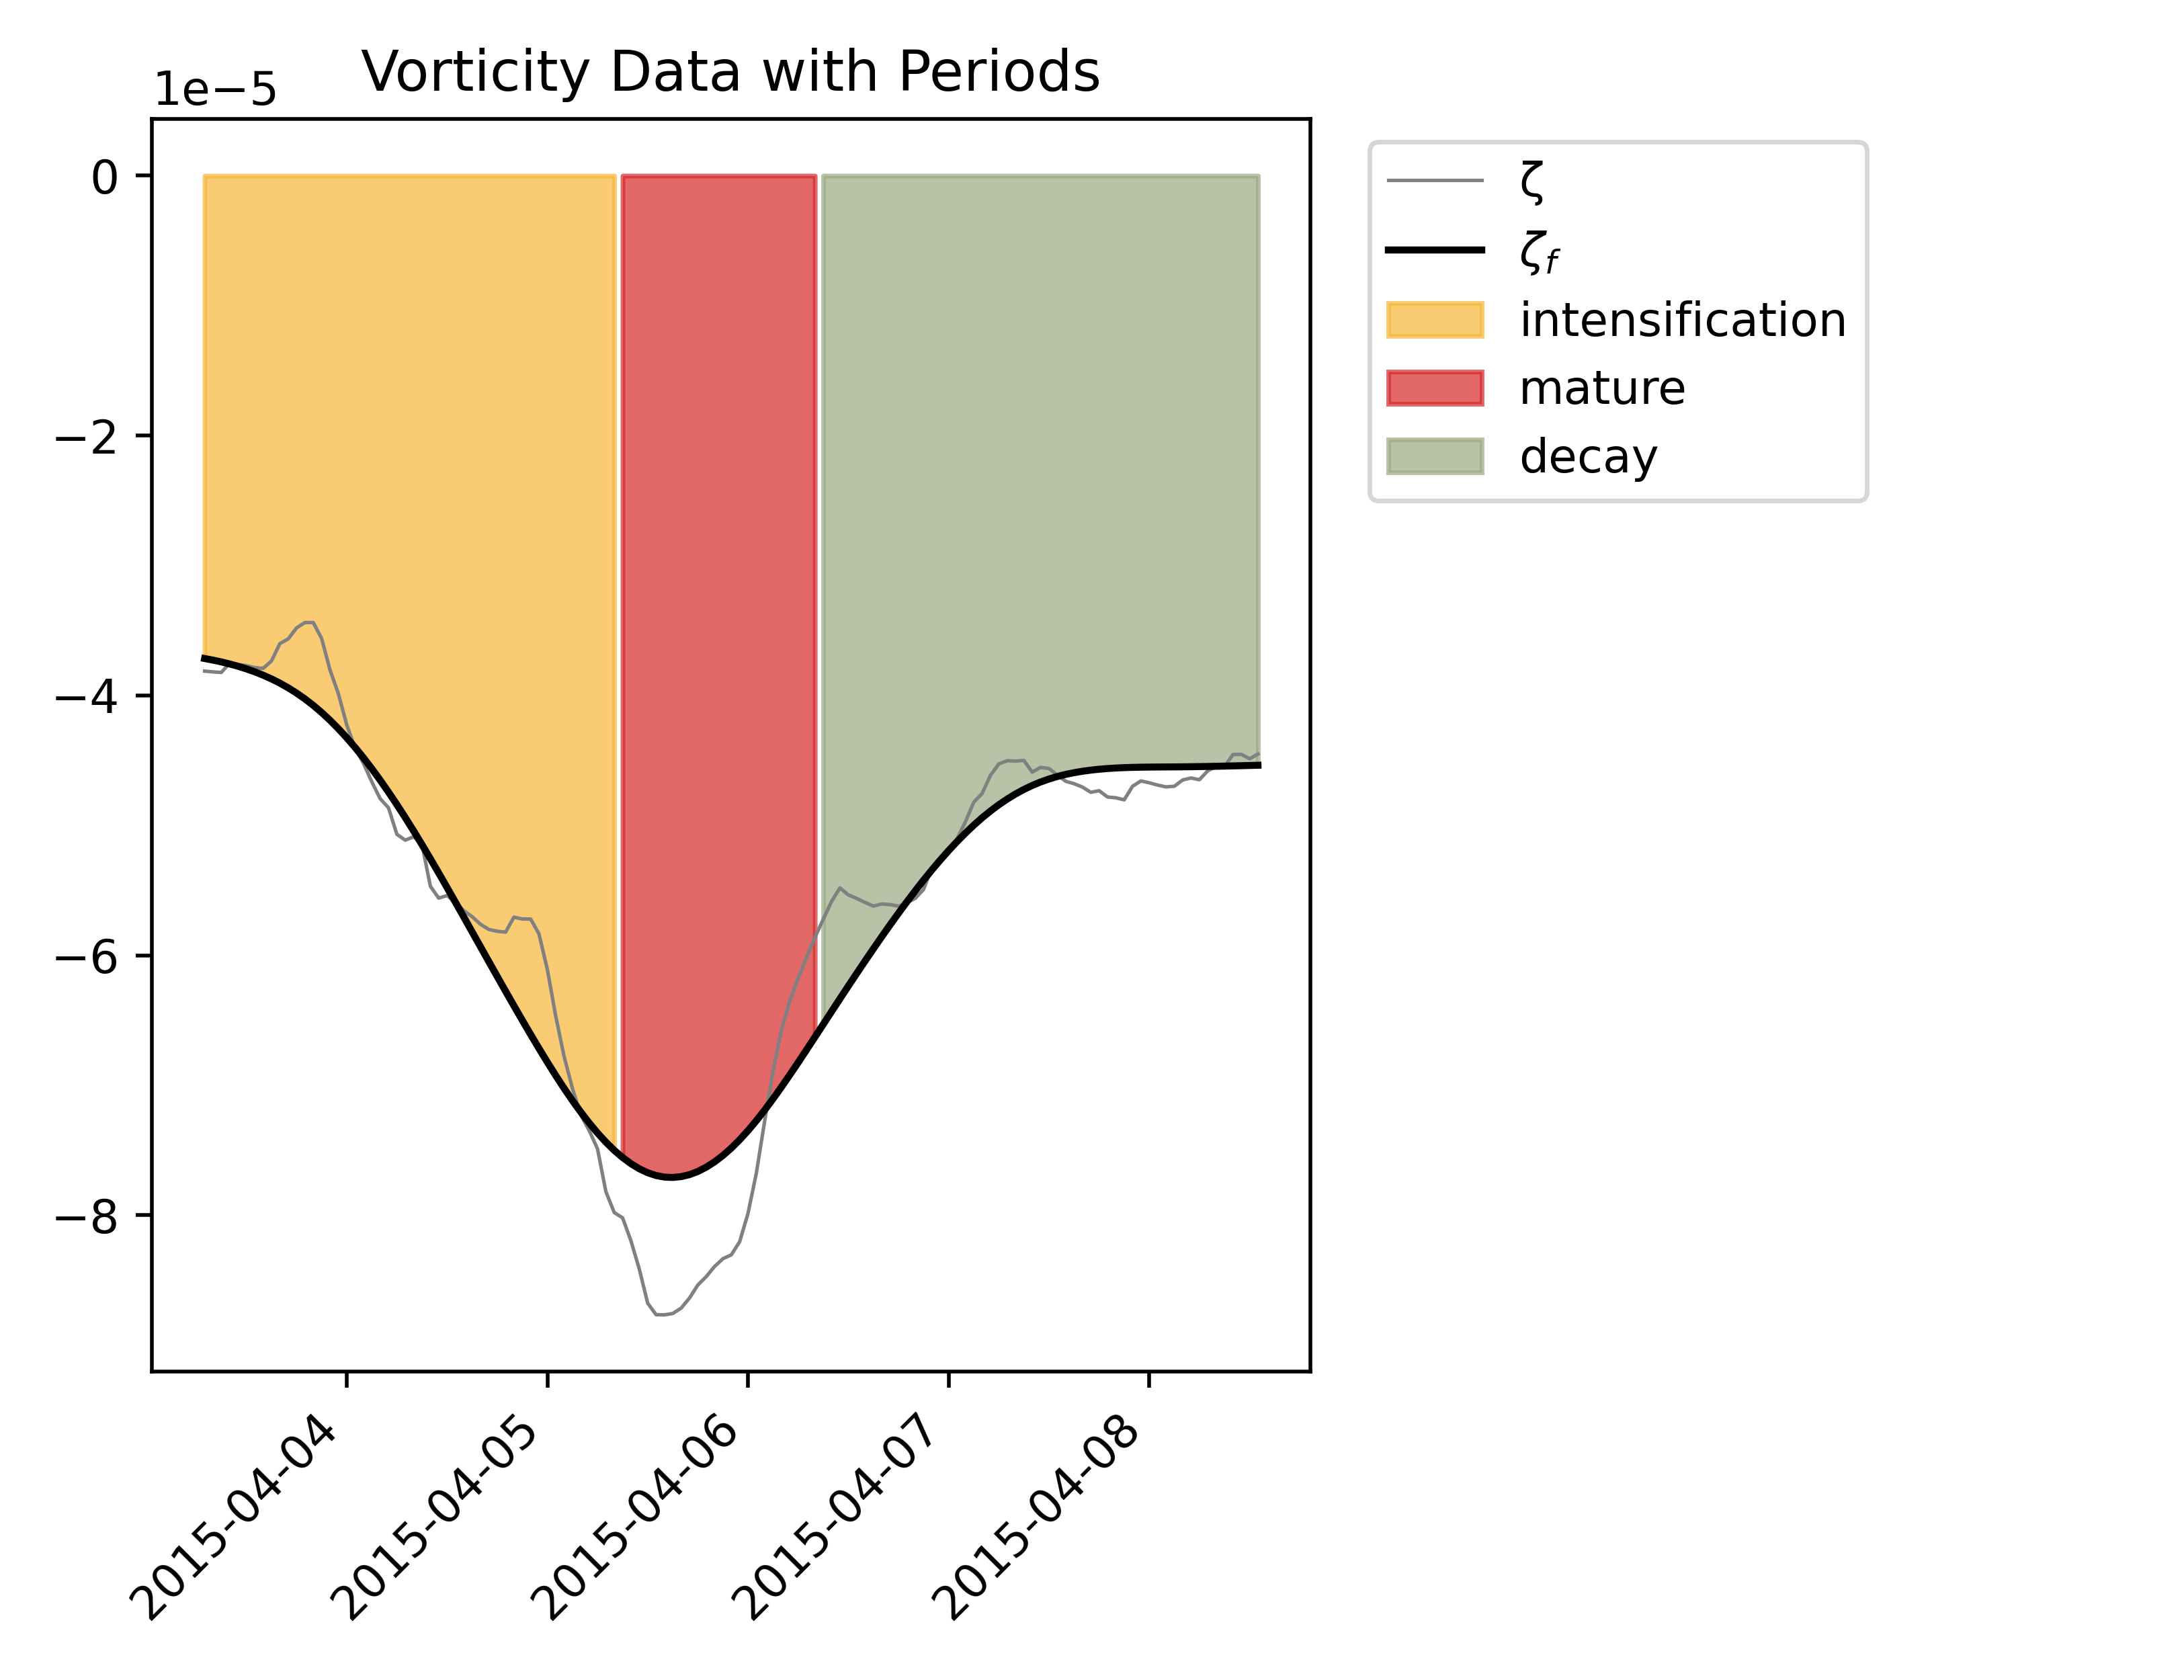 Vorticity Data with Periods
1e−5
0
−2
−4
−6
−8
2015-04-04
2015-04-05
2015-04-06
2015-04-07
2015-04-08
ζ
ζf
intensification
mature
decay